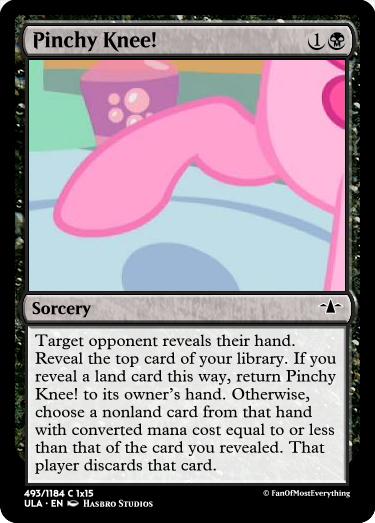 Pinchy Knee! 1
Sorcery
Target opponent reveals their hand.
Reveal the top card of your library. If you
reveal a land card this way, return Pinchy
Knee! to its owner's hand. Otherwise,
choose a nonland card from that hand
with converted mana cost equal to or less
than that of the card you revealed. That
player discards that card.
493/1184 C 1x15
ULA • EN Hasbro Studios
© FanOfMostEverything